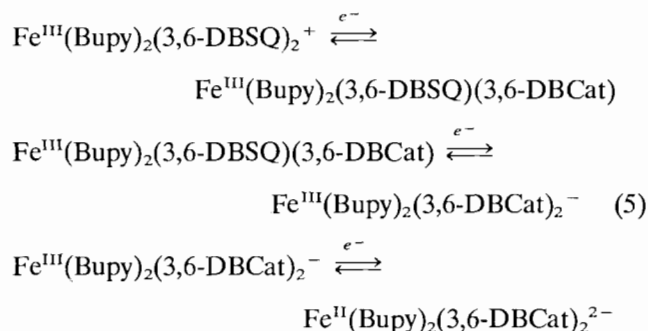 Fe^III(Bupy)₂(3,6-DBSQ)₂⁺ ⇌^e⁻
Fe^III(Bupy)₂(3,6-DBSQ)(3,6-DBCat)
Fe^III(Bupy)₂(3,6-DBSQ)(3,6-DBCat) ⇌^e⁻
Fe^III(Bupy)₂(3,6-DBCat)₂⁻ (5)
Fe^III(Bupy)₂(3,6-DBCat)₂⁻ ⇌^e⁻
Fe^II(Bupy)₂(3,6-DBCat)₂²⁻